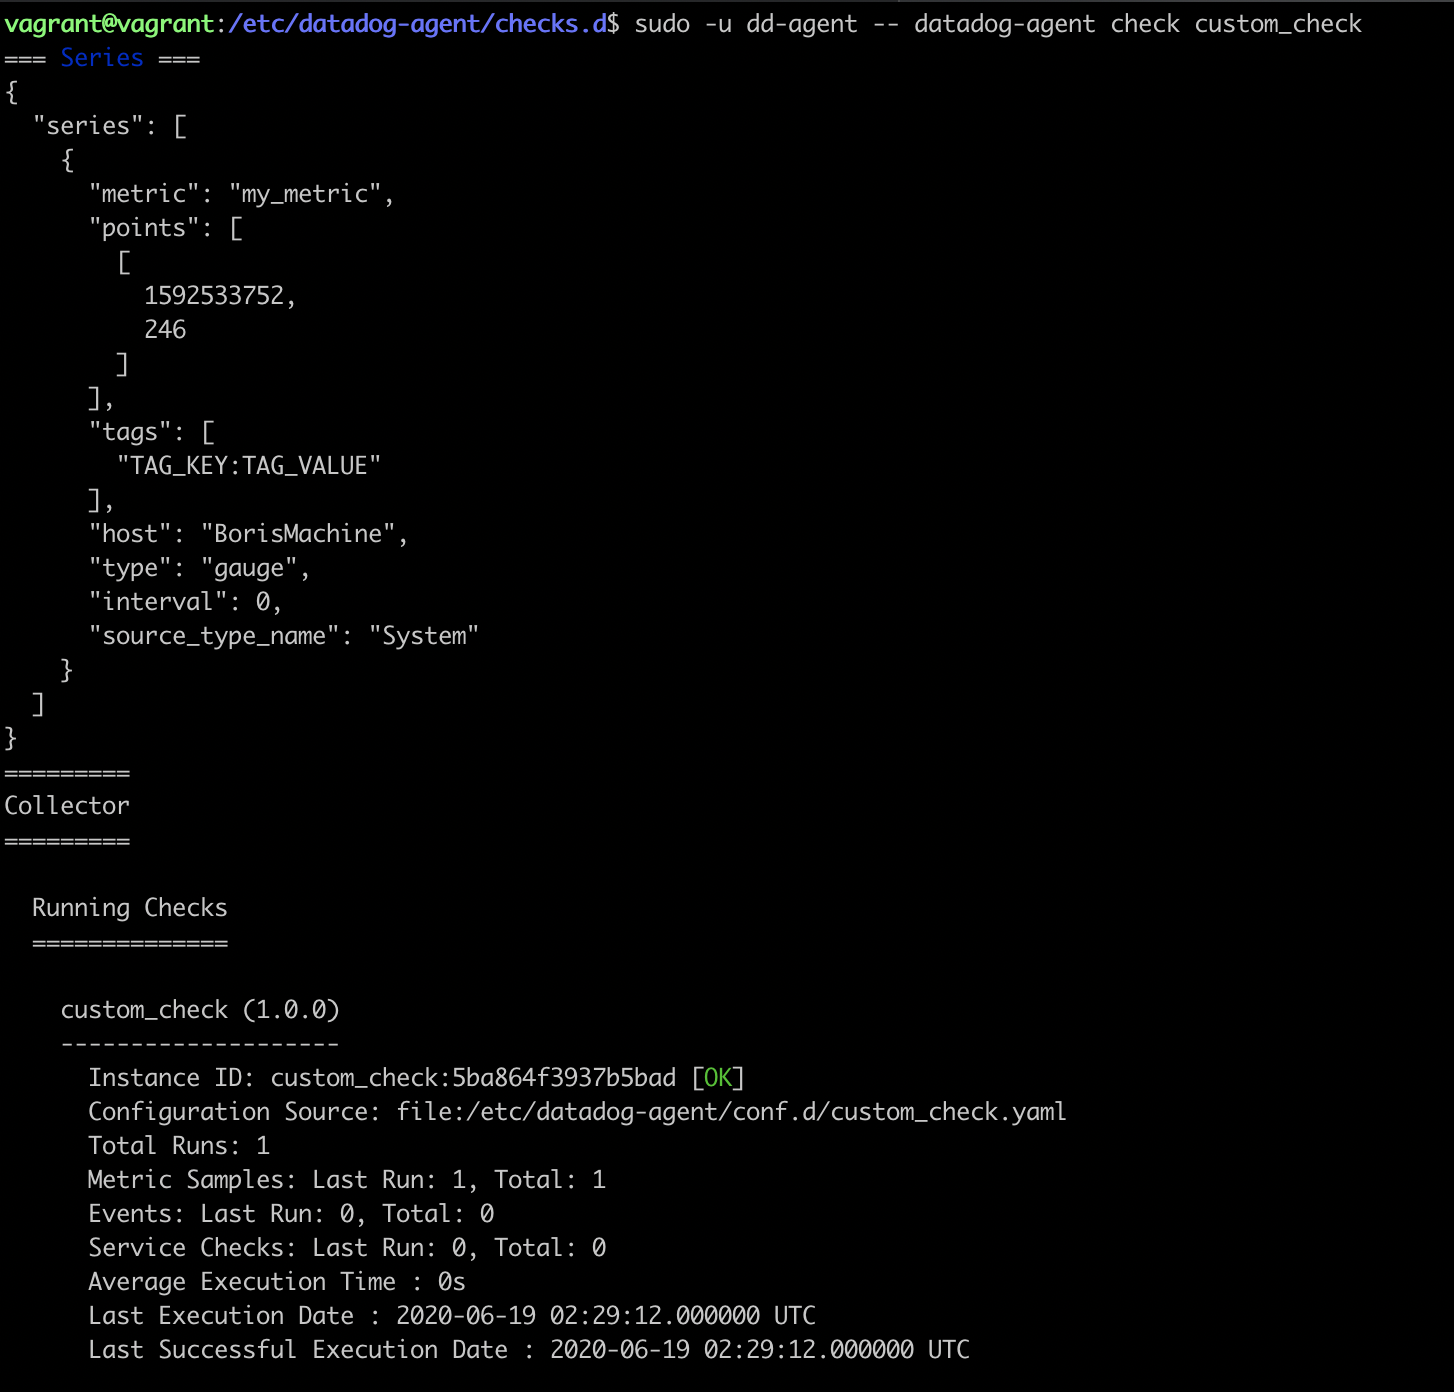 vagrant@vagrant:/etc/datadog-agent/checks.d$ sudo -u dd-agent -- datadog-agent check custom_check
=== Series ===
{
  "series": [
    {
      "metric": "my_metric",
      "points": [
        [
          1592533752,
          246
        ]
      ],
      "tags": [
        "TAG_KEY:TAG_VALUE"
      ],
      "host": "BorisMachine",
      "type": "gauge",
      "interval": 0,
      "source_type_name": "System"
    }
  ]
}
=========
Collector
=========

  Running Checks
  ==============

    custom_check (1.0.0)
    --------------------
      Instance ID: custom_check:5ba864f3937b5bad [OK]
      Configuration Source: file:/etc/datadog-agent/conf.d/custom_check.yaml
      Total Runs: 1
      Metric Samples: Last Run: 1, Total: 1
      Events: Last Run: 0, Total: 0
      Service Checks: Last Run: 0, Total: 0
      Average Execution Time : 0s
      Last Execution Date : 2020-06-19 02:29:12.000000 UTC
      Last Successful Execution Date : 2020-06-19 02:29:12.000000 UTC